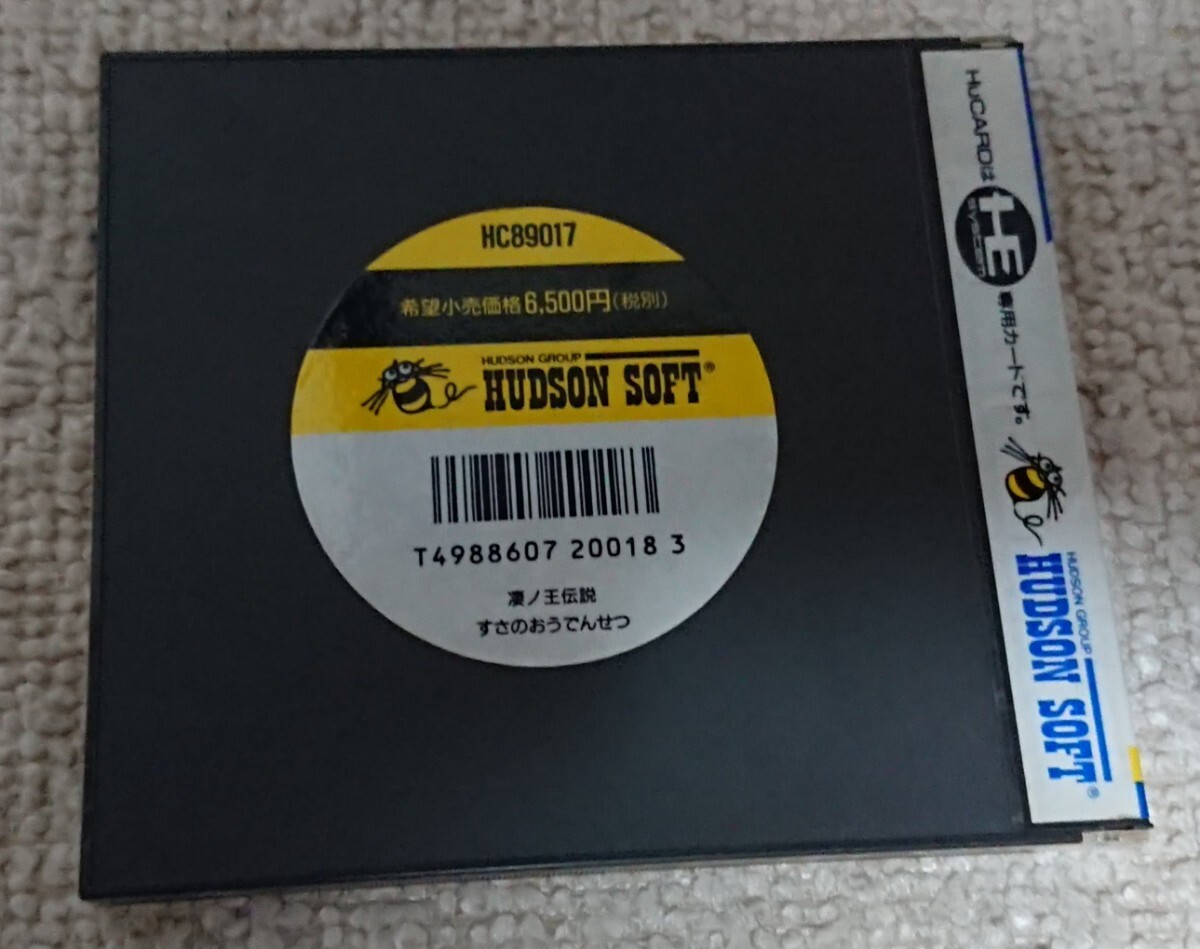 HC89017
希望小売価格6,500円(税別)
HUDSON GROUP
HUDSON SOFT®
T4988607 20018 3
凄ノ王伝説
すさのおうでんせつ
HuCARDは HE SYSTEM 専用カードです。
HUDSON GROUP
HUDSON SOFT®